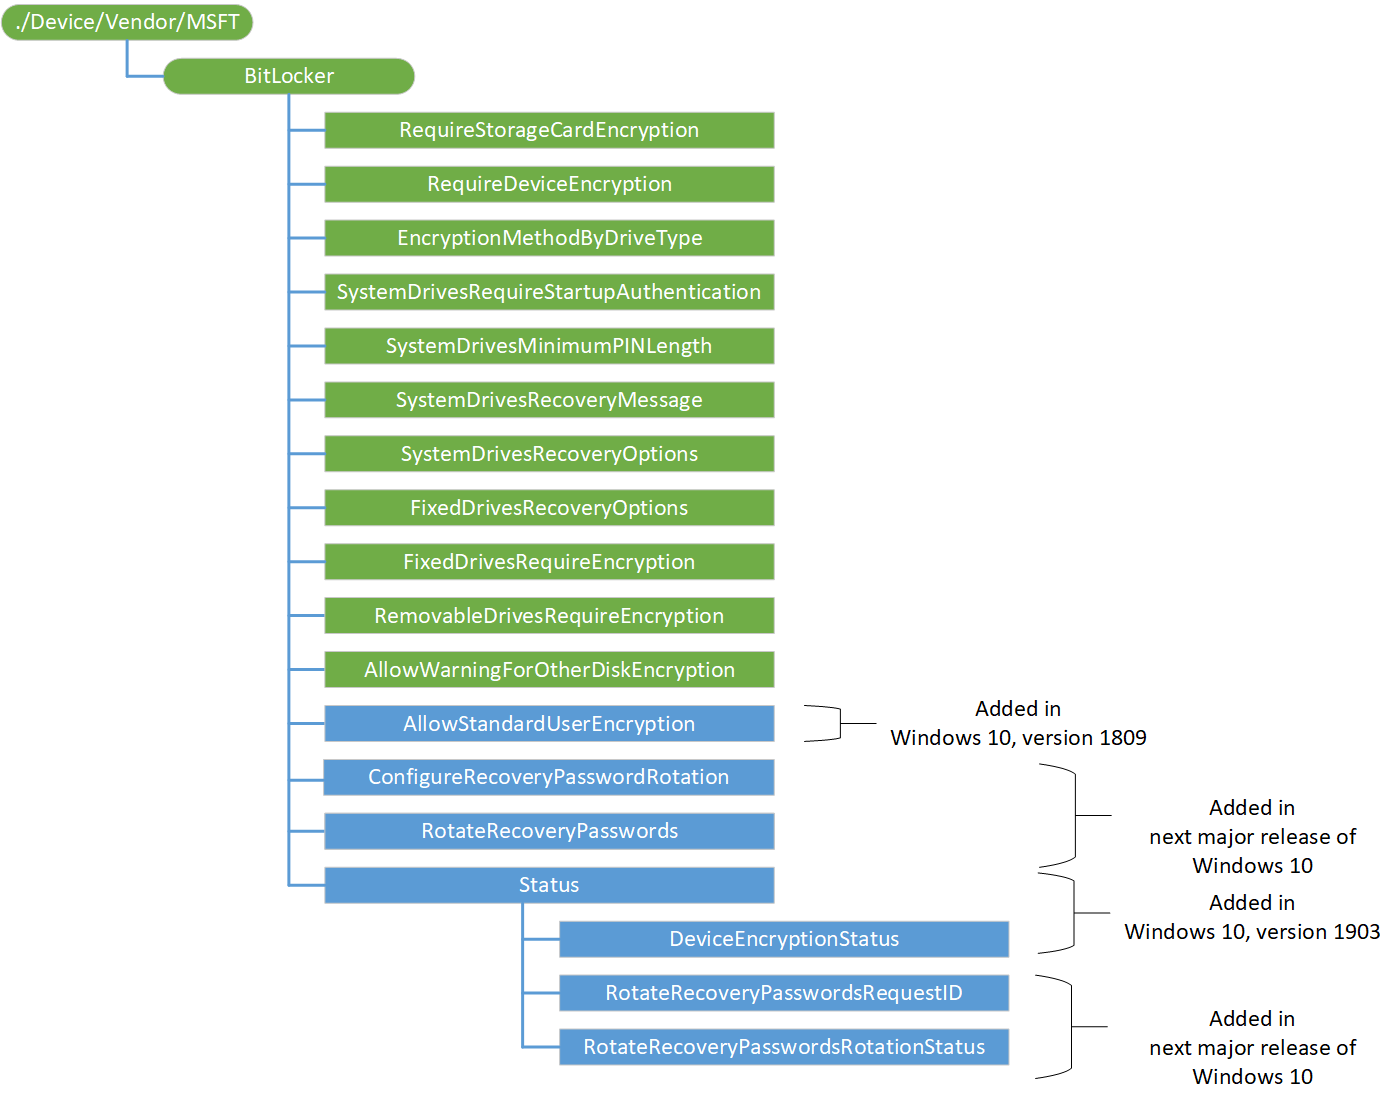 ./Device/Vendor/MSFT
BitLocker
RequireStorageCardEncryption
RequireDeviceEncryption
EncryptionMethodByDriveType
SystemDrivesRequireStartupAuthentication
SystemDrivesMinimumPINLength
SystemDrivesRecoveryMessage
SystemDrivesRecoveryOptions
FixedDrivesRecoveryOptions
FixedDrivesRequireEncryption
RemovableDrivesRequireEncryption
AllowWarningForOtherDiskEncryption
AllowStandardUserEncryption
Added in
Windows 10, version 1809
ConfigureRecoveryPasswordRotation
RotateRecoveryPasswords
Added in
next major release of
Windows 10
Status
DeviceEncryptionStatus
Added in
Windows 10, version 1903
RotateRecoveryPasswordsRequestID
RotateRecoveryPasswordsRotationStatus
Added in
next major release of
Windows 10